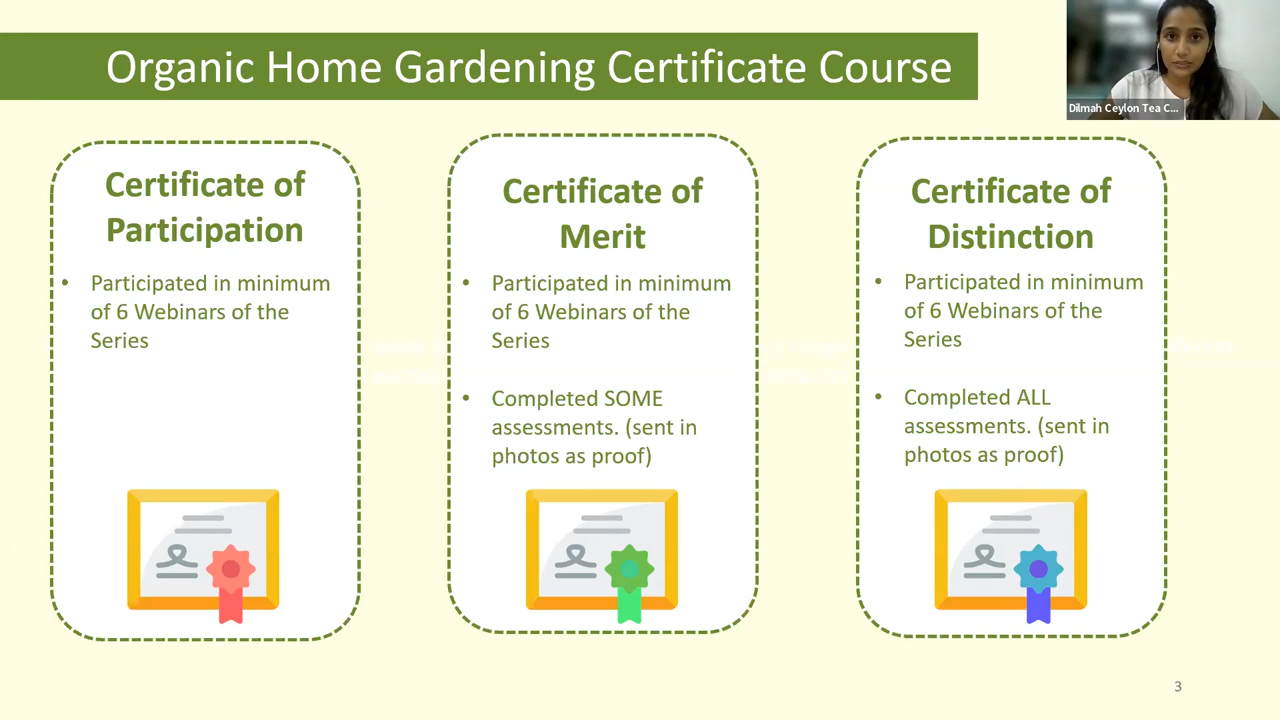 Organic Home Gardening Certificate Course
Dilmah Ceylon Tea C...
Certificate of
Participation
• Participated in minimum
of 6 Webinars of the
Series
Certificate of
Merit
• Participated in minimum
of 6 Webinars of the
Series
• Completed SOME
assessments. (sent in
photos as proof)
Certificate of
Distinction
• Participated in minimum
of 6 Webinars of the
Series
• Completed ALL
assessments. (sent in
photos as proof)
3